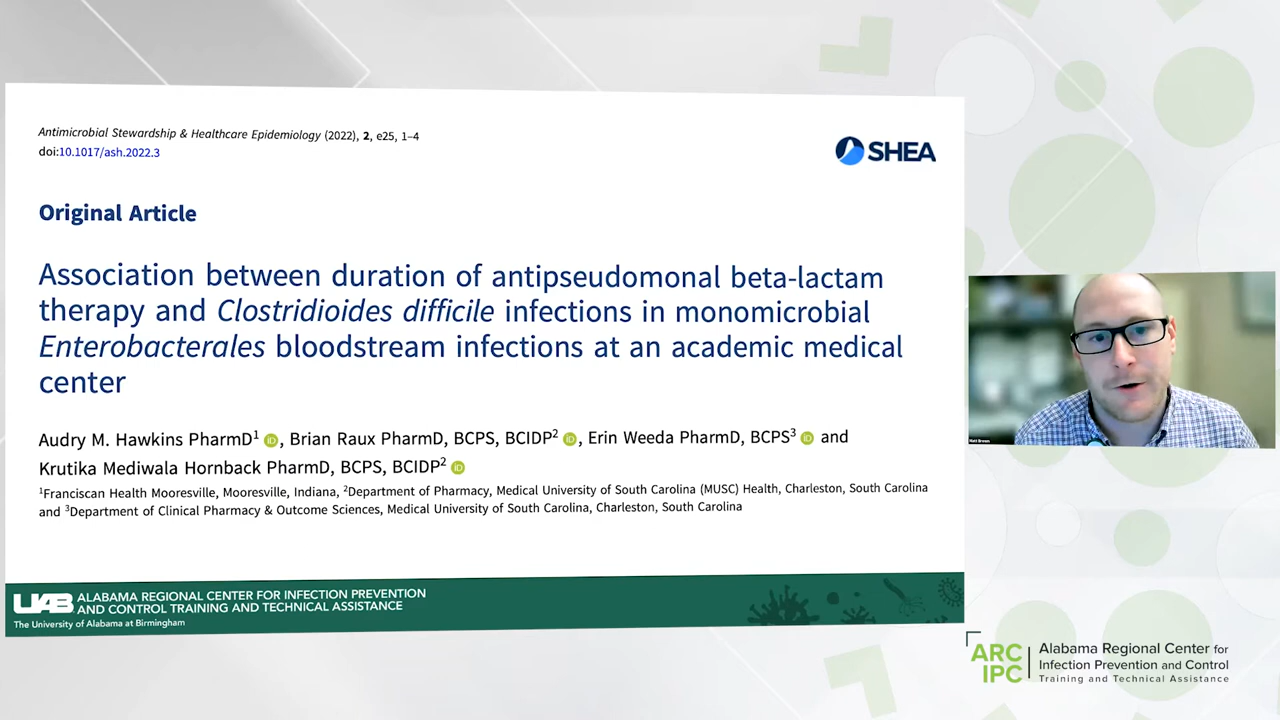 Antimicrobial Stewardship & Healthcare Epidemiology (2022), 2, e25, 1–4
doi:10.1017/ash.2022.3
SHEA
Original Article
Association between duration of antipseudomonal beta-lactam
therapy and Clostridioides difficile infections in monomicrobial
Enterobacterales bloodstream infections at an academic medical
center
Audry M. Hawkins PharmD1 iD, Brian Raux PharmD, BCPS, BCIDP2 iD, Erin Weeda PharmD, BCPS3 iD and
Krutika Mediwala Hornback PharmD, BCPS, BCIDP2 iD
1Franciscan Health Mooresville, Mooresville, Indiana, 2Department of Pharmacy, Medical University of South Carolina (MUSC) Health, Charleston, South Carolina
and 3Department of Clinical Pharmacy & Outcome Sciences, Medical University of South Carolina, Charleston, South Carolina
Matt Brown
UAB ALABAMA REGIONAL CENTER FOR INFECTION PREVENTION
AND CONTROL TRAINING AND TECHNICAL ASSISTANCE
The University of Alabama at Birmingham
ARC
IPC
Alabama Regional Center for
Infection Prevention and Control
Training and Technical Assistance